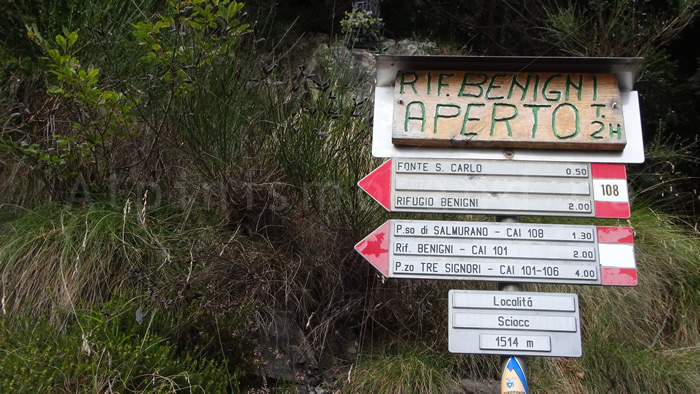 RIF. BENIGNI T.
APERTO 2H
FONTE S. CARLO 0.50
108
RIFUGIO BENIGNI 2.00
P.so di SALMURANO - CAI 108 1.30
Rif. BENIGNI - CAI 101 2.00
P.zo TRE SIGNORI - CAI 101-106 4.00
Località
Sciocc
1514 m